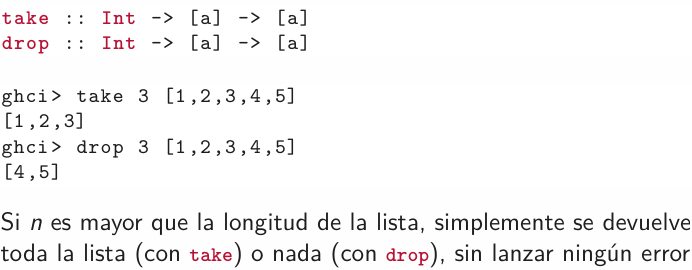 take :: Int -> [a] -> [a]
drop :: Int -> [a] -> [a]
ghci> take 3 [1,2,3,4,5]
[1,2,3]
ghci> drop 3 [1,2,3,4,5]
[4,5]
Si n es mayor que la longitud de la lista, simplemente se devuelve
toda la lista (con take) o nada (con drop), sin lanzar ningún error